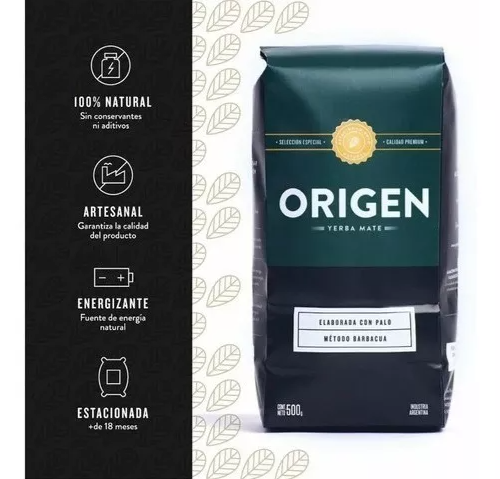 100% NATURAL
Sin conservantes
ni aditivos
ARTESANAL
Garantiza la calidad
del producto
ENERGIZANTE
Fuente de energía
natural
ESTACIONADA
+de 18 meses
• SELECCIÓN ESPECIAL •
• CALIDAD PREMIUM •
ORIGEN
YERBA MATE
ELABORADA CON PALO
MÉTODO BARBACUA
CONT.
NETO 500g
INDUSTRIA
ARGENTINA